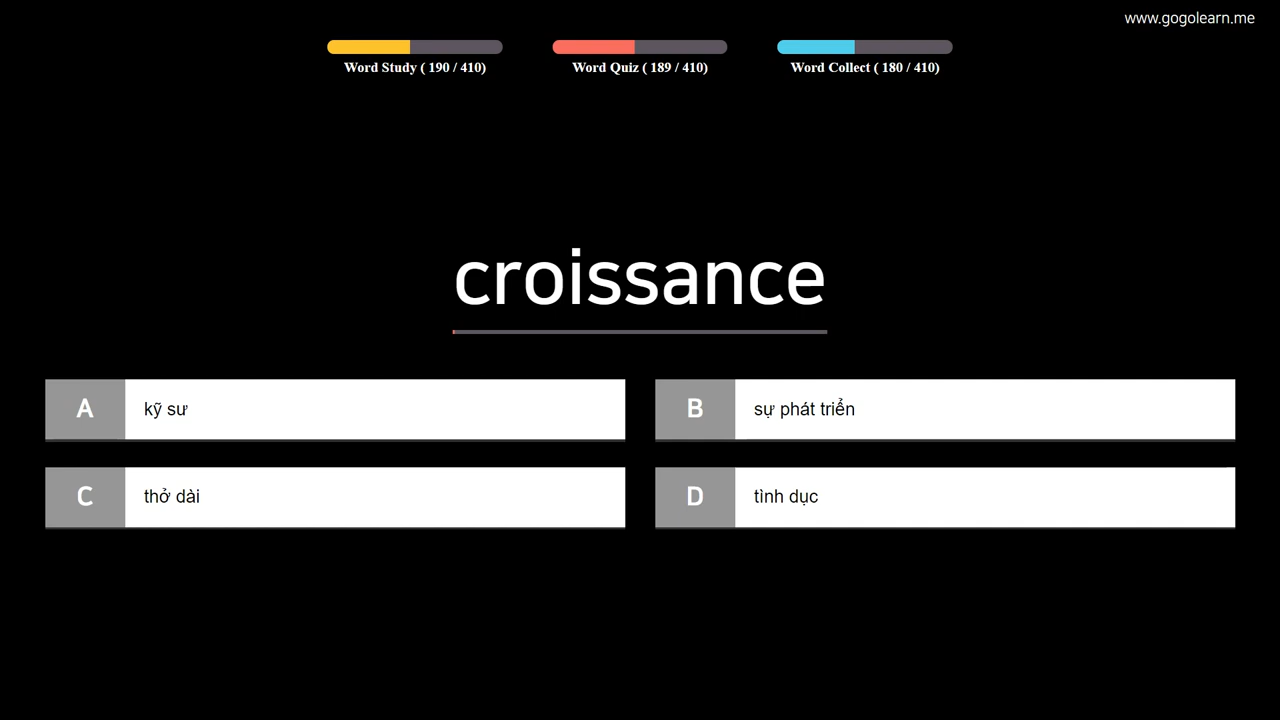 www.gogolearn.me
Word Study ( 190 / 410)
Word Quiz ( 189 / 410)
Word Collect ( 180 / 410)
croissance
A kỹ sư
B sự phát triển
C thở dài
D tình dục